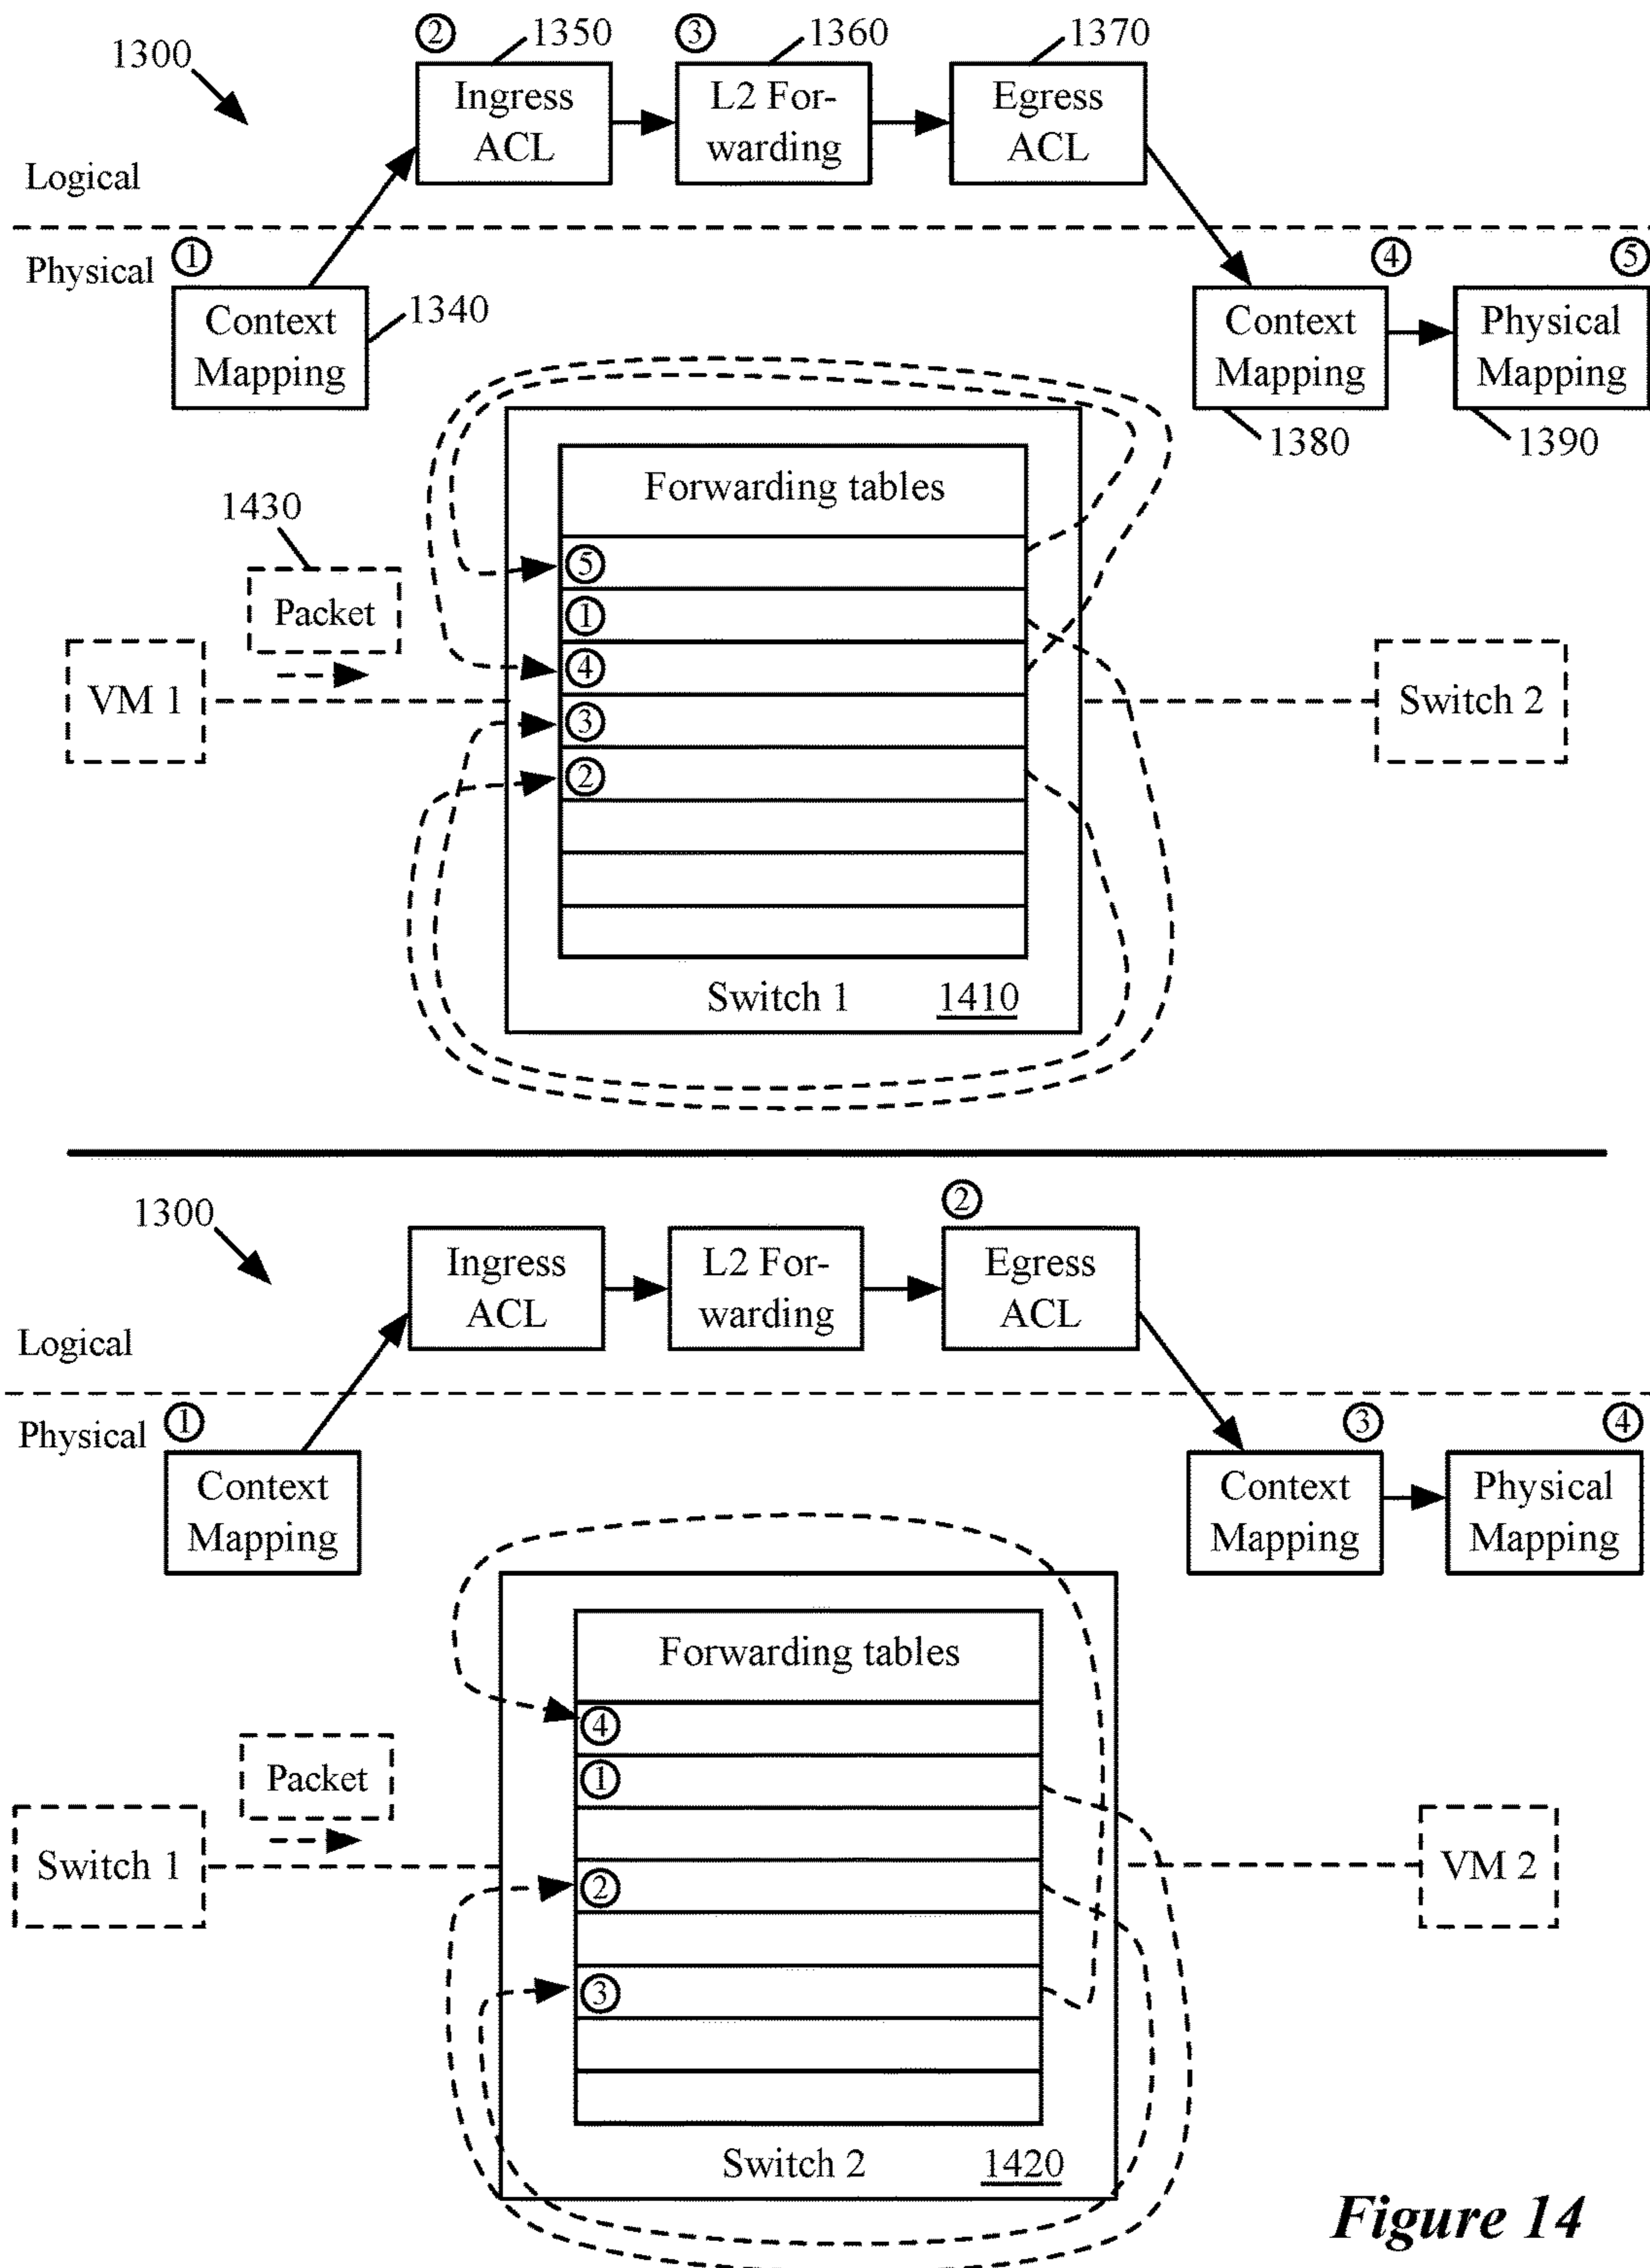 ② 1350 ③ 1360 1370
1300
Ingress
ACL
L2 For-
warding
Egress
ACL
Logical
Physical
① ④ ⑤
Context
Mapping
1340
Context
Mapping
Physical
Mapping
1380 1390
Forwarding tables
1430
Packet
⑤
①
④
③
②
VM 1
Switch 2
Switch 1 1410
②
1300
Ingress
ACL
L2 For-
warding
Egress
ACL
Logical
Physical
① ③ ④
Context
Mapping
Context
Mapping
Physical
Mapping
Forwarding tables
Packet
④
①
②
③
Switch 1
VM 2
Switch 2 1420
Figure 14